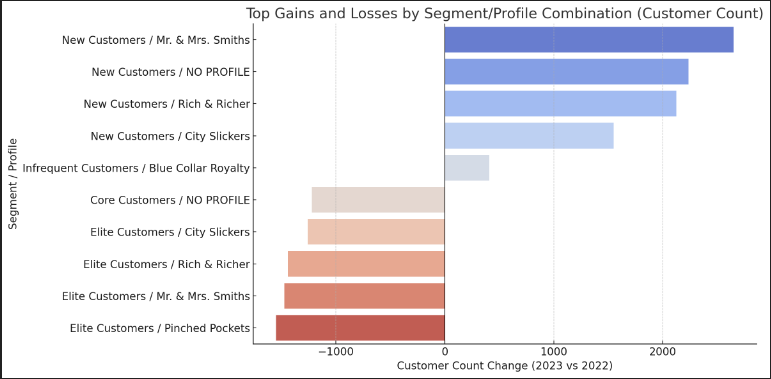 Top Gains and Losses by Segment/Profile Combination (Customer Count)
Segment / Profile
New Customers / Mr. & Mrs. Smiths
New Customers / NO PROFILE
New Customers / Rich & Richer
New Customers / City Slickers
Infrequent Customers / Blue Collar Royalty
Core Customers / NO PROFILE
Elite Customers / City Slickers
Elite Customers / Rich & Richer
Elite Customers / Mr. & Mrs. Smiths
Elite Customers / Pinched Pockets
−1000 0 1000 2000
Customer Count Change (2023 vs 2022)